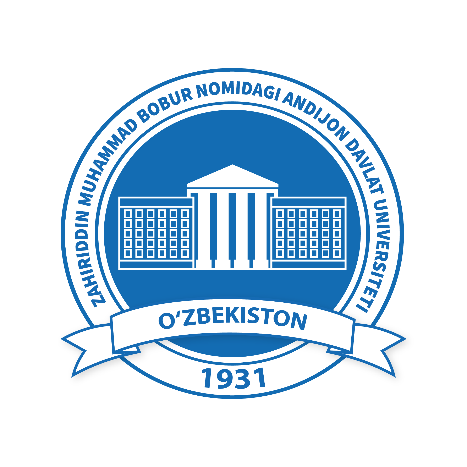 ZAHIRIDDIN MUHAMMAD BOBUR NOMIDAGI ANDIJON DAVLAT UNIVERSITETI
O‘ZBEKISTON
1931